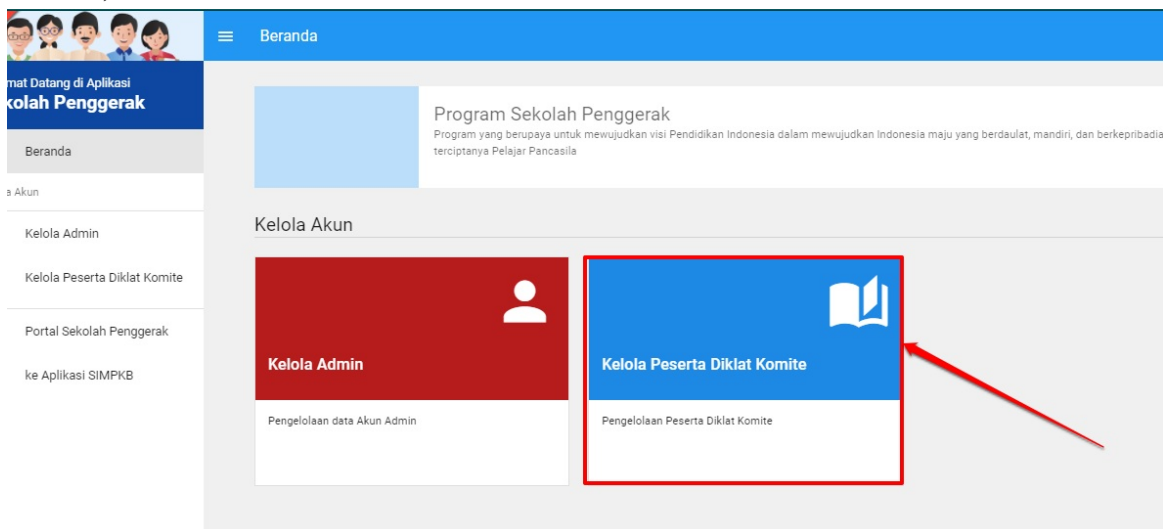 Beranda
mat Datang di Aplikasi
kolah Penggerak
Beranda
a Akun
Kelola Admin
Kelola Peserta Diklat Komite
Portal Sekolah Penggerak
ke Aplikasi SIMPKB
Program Sekolah Penggerak
Program yang berupaya untuk mewujudkan visi Pendidikan Indonesia dalam mewujudkan Indonesia maju yang berdaulat, mandiri, dan berkepribadia
terciptanya Pelajar Pancasila
Kelola Akun
Kelola Admin
Pengelolaan data Akun Admin
Kelola Peserta Diklat Komite
Pengelolaan Peserta Diklat Komite